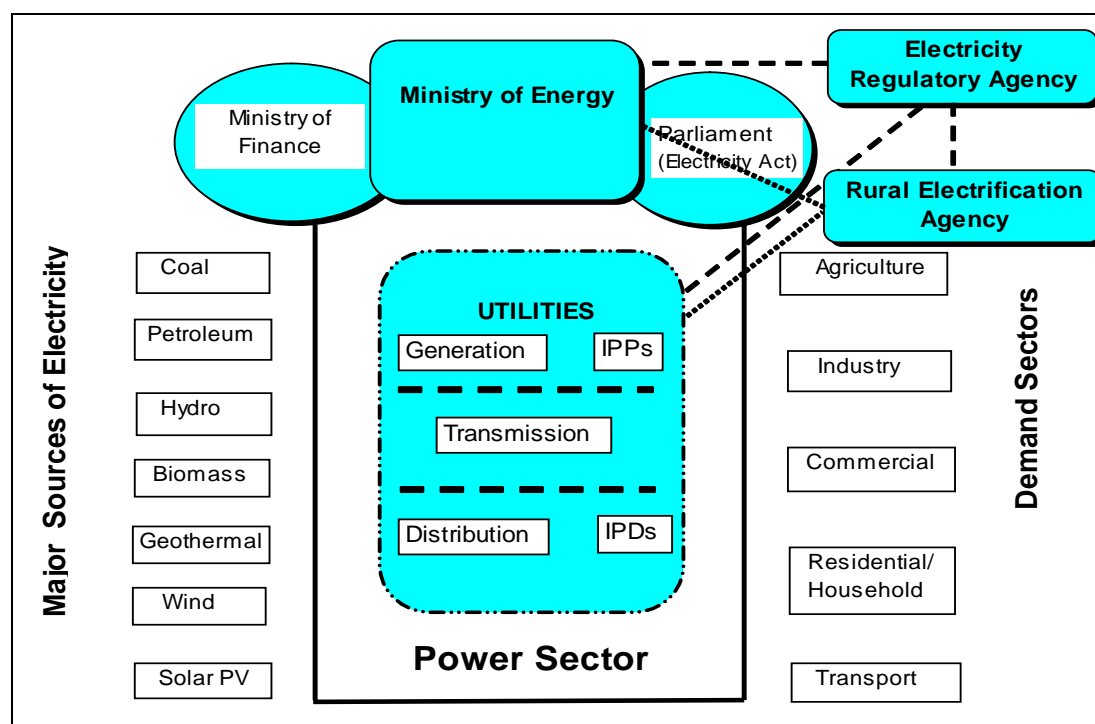 Electricity
Regulatory Agency
Ministry of Energy
Ministry of
Finance
Parliament
(Electricity Act)
Rural Electrification
Agency
Major Sources of Electricity
Coal
Petroleum
Hydro
Biomass
Geothermal
Wind
Solar PV
UTILITIES
Generation
IPPs
Transmission
Distribution
IPDs
Power Sector
Agriculture
Industry
Commercial
Residential/
Household
Transport
Demand Sectors